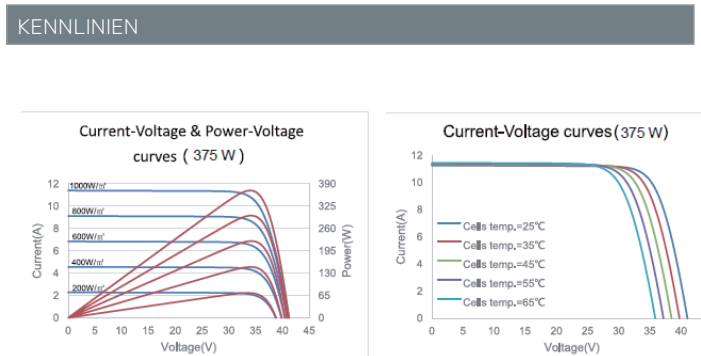 KENNLINIEN
Current-Voltage & Power-Voltage
curves ( 375 W )
12
10
8
6
4
2
0
Current(A)
1000W/㎡
800W/㎡
600W/㎡
400W/㎡
200W/㎡
390
325
260
195
130
65
0
Power(W)
0 5 10 15 20 25 30 35 40 45
Voltage(V)
Current-Voltage curves( 375 W)
12
10
8
6
4
2
0
Current(A)
Cells temp.=25℃
Cells temp.=35℃
Cells temp.=45℃
Cells temp.=55℃
Cells temp.=65℃
0 5 10 15 20 25 30 35 40
Voltage(V)